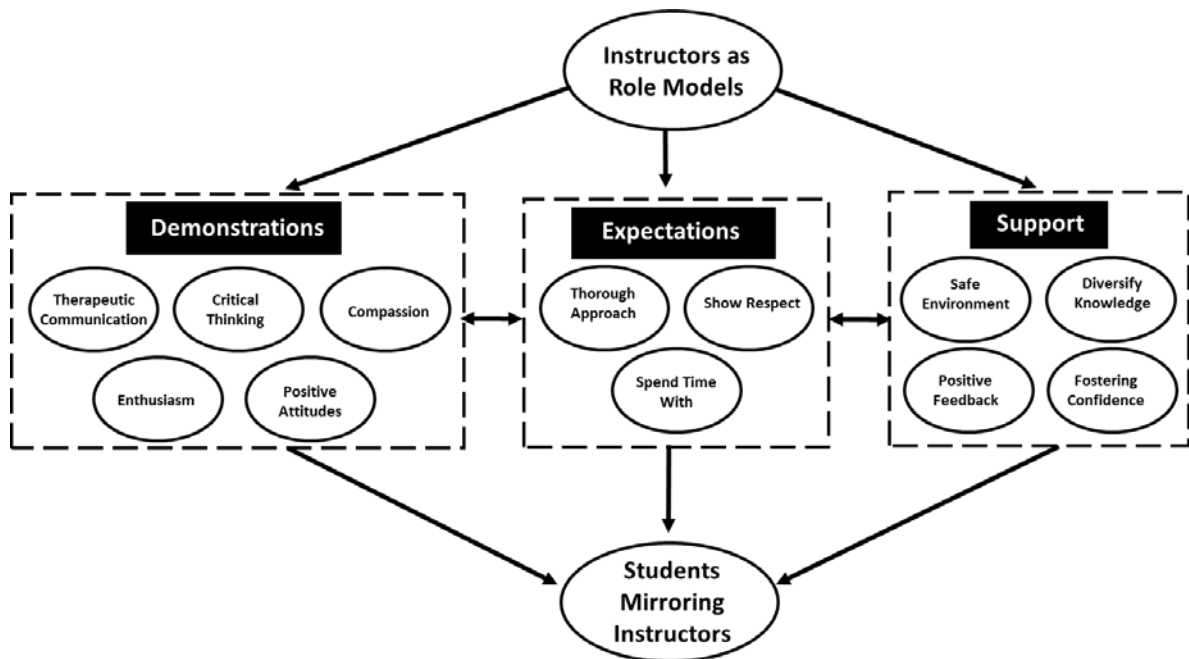 Instructors as
Role Models
Demonstrations
Therapeutic
Communication
Critical
Thinking
Compassion
Enthusiasm
Positive
Attitudes
Expectations
Thorough
Approach
Show Respect
Spend Time
With
Support
Safe
Environment
Diversify
Knowledge
Positive
Feedback
Fostering
Confidence
Students
Mirroring
Instructors